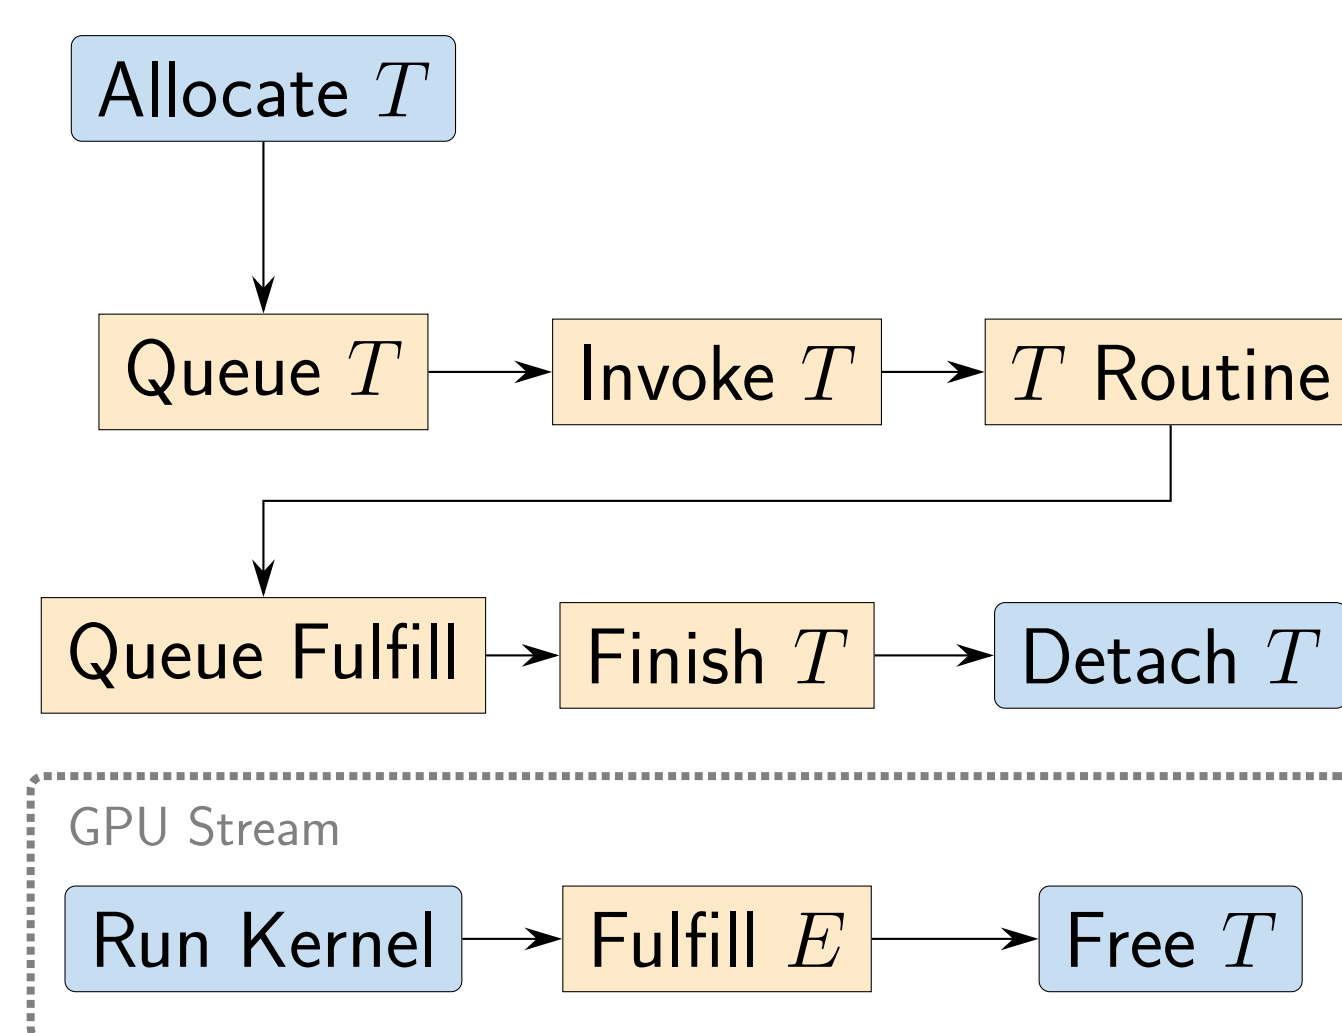 Allocate T
Queue T
Invoke T
T Routine
Queue Fulfill
Finish T
Detach T
GPU Stream
Run Kernel
Fulfill E
Free T